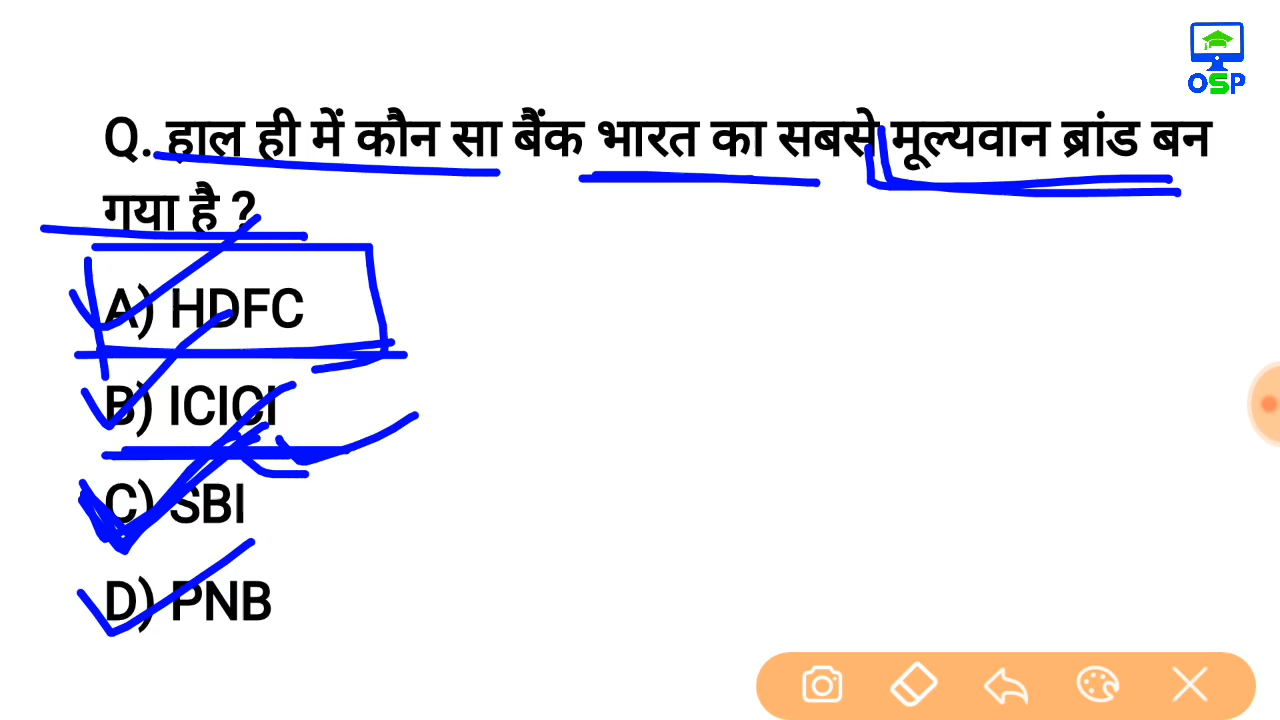 OSP
Q. हाल ही में कौन सा बैंक भारत का सबसे मूल्यवान ब्रांड बन
गया है ?
A) HDFC
B) ICICI
C) SBI
D) PNB